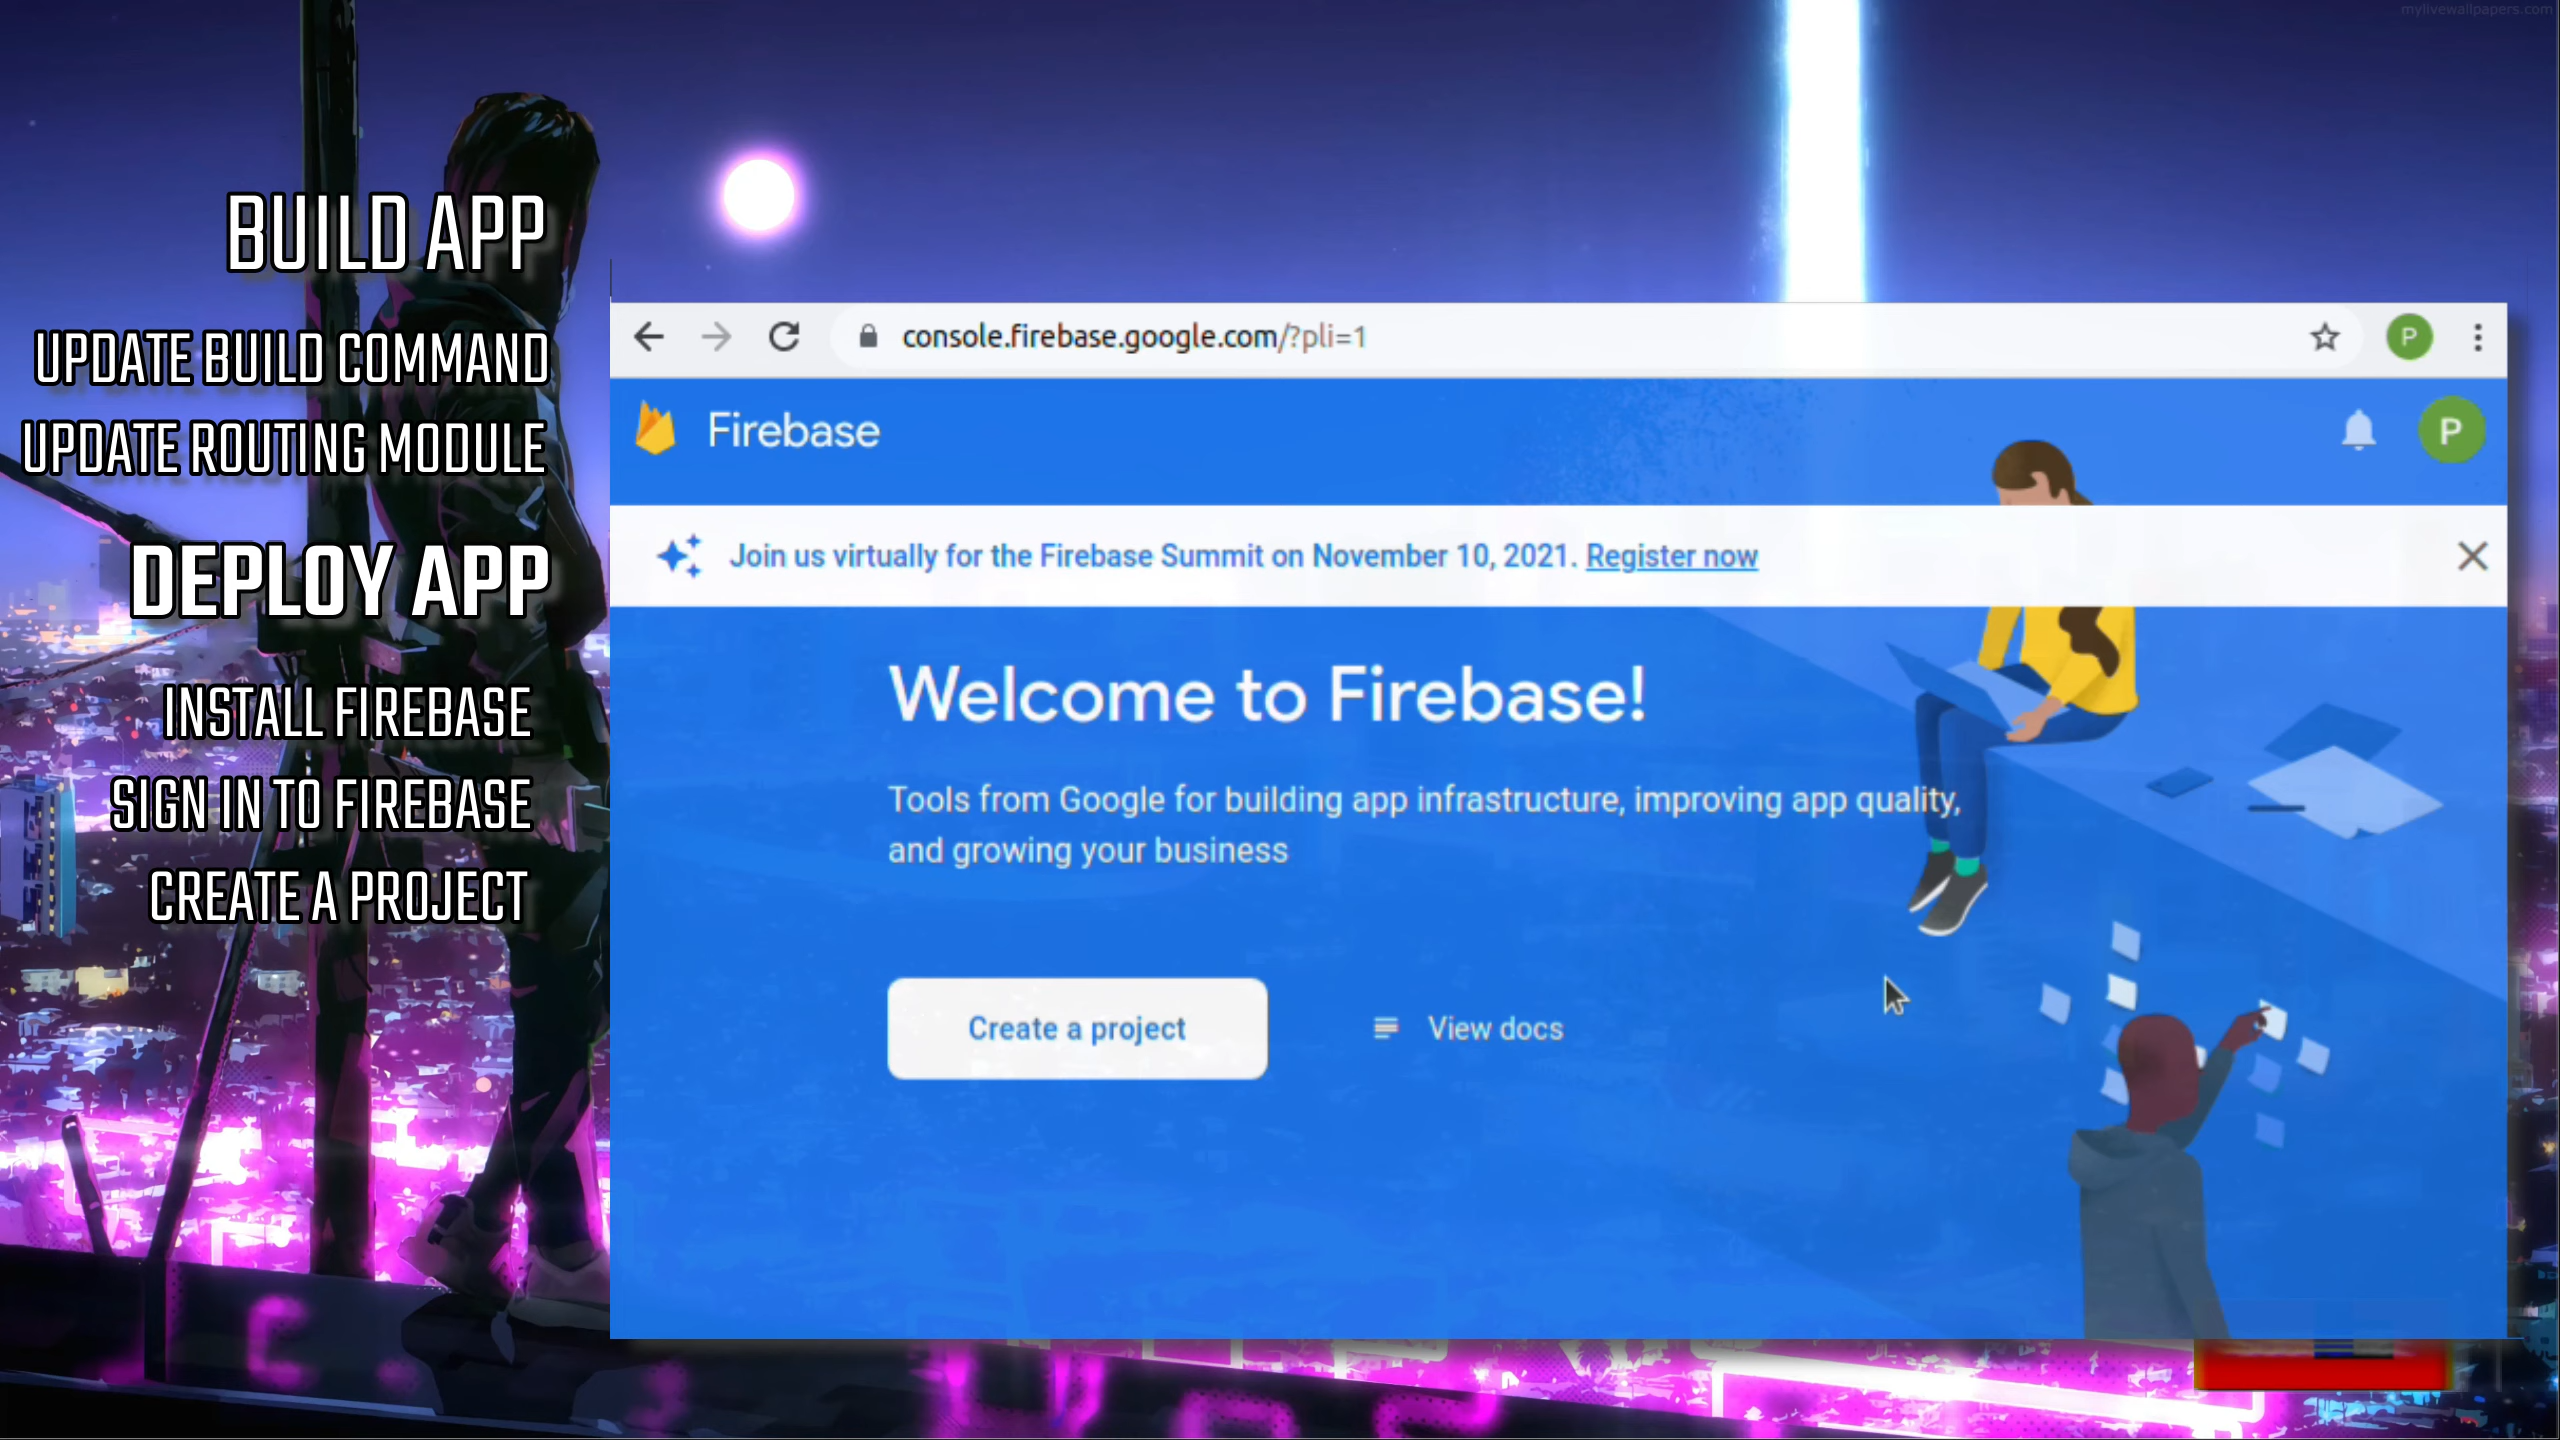 mylivewallpapers.com
BUILD APP
UPDATE BUILD COMMAND
UPDATE ROUTING MODULE
DEPLOY APP
INSTALL FIREBASE
SIGN IN TO FIREBASE
CREATE A PROJECT
console.firebase.google.com/?pli=1
P
Firebase
P
Join us virtually for the Firebase Summit on November 10, 2021. Register now
Welcome to Firebase!
Tools from Google for building app infrastructure, improving app quality,
and growing your business
Create a project
View docs